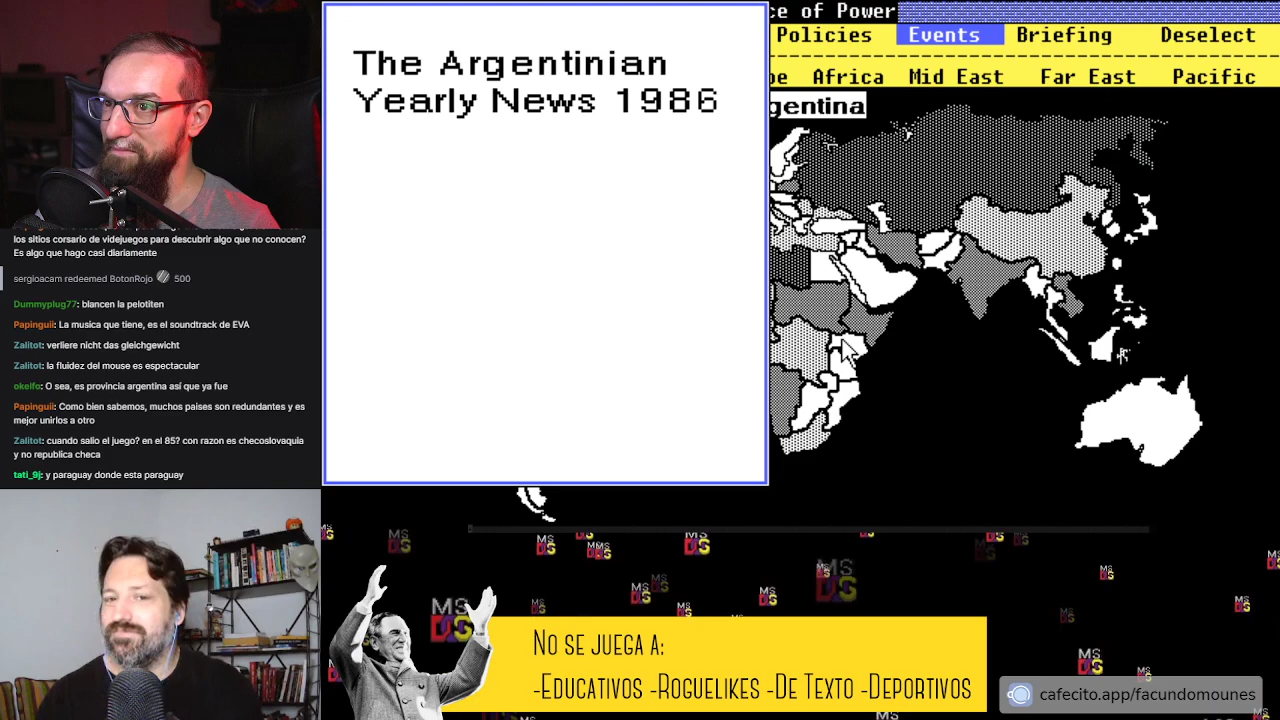 ce of Power
Policies Events Briefing Deselect
pe Africa Mid East Far East Pacific
gentina
The Argentinian
Yearly News 1986
los sitios corsario de videjuegos para descubrir algo que no conocen?
Es algo que hago casi diariamente
sergioacam redeemed BotonRojo 500
Dummyplug77: blancen la pelotiten
Papinguii: La musica que tiene, es el soundtrack de EVA
Zalitot: verliere nicht das gleichgewicht
Zalitot: la fluidez del mouse es espectacular
okelfo: O sea, es provincia argentina así que ya fue
Papinguii: Como bien sabemos, muchos paises son redundantes y es
mejor unirlos a otro
Zalitot: cuando salio el juego? en el 85? con razon es checoslovaquia
y no republica checa
tati_9j: y paraguay donde esta paraguay
MS DOS
No se juega a:
-Educativos -Roguelikes -De Texto -Deportivos
cafecito.app/facundomounes